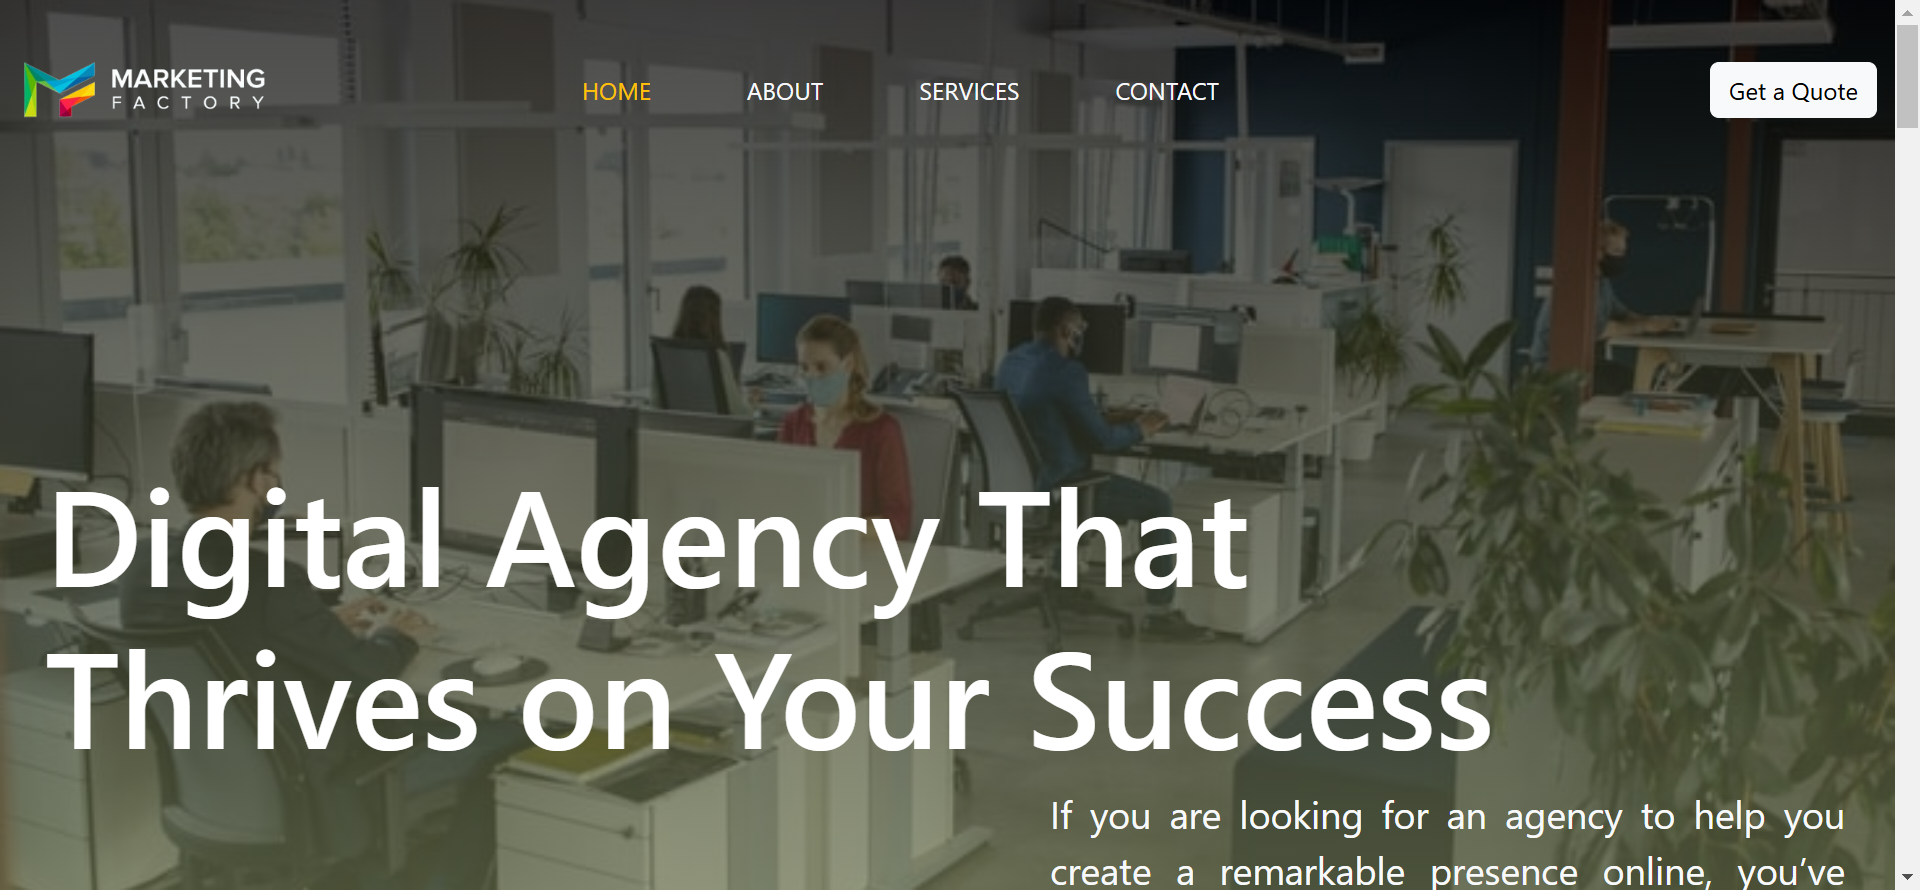 MARKETING
FACTORY
HOME ABOUT SERVICES CONTACT
Get a Quote
Digital Agency That
Thrives on Your Success
If you are looking for an agency to help you
create a remarkable presence online, you’ve